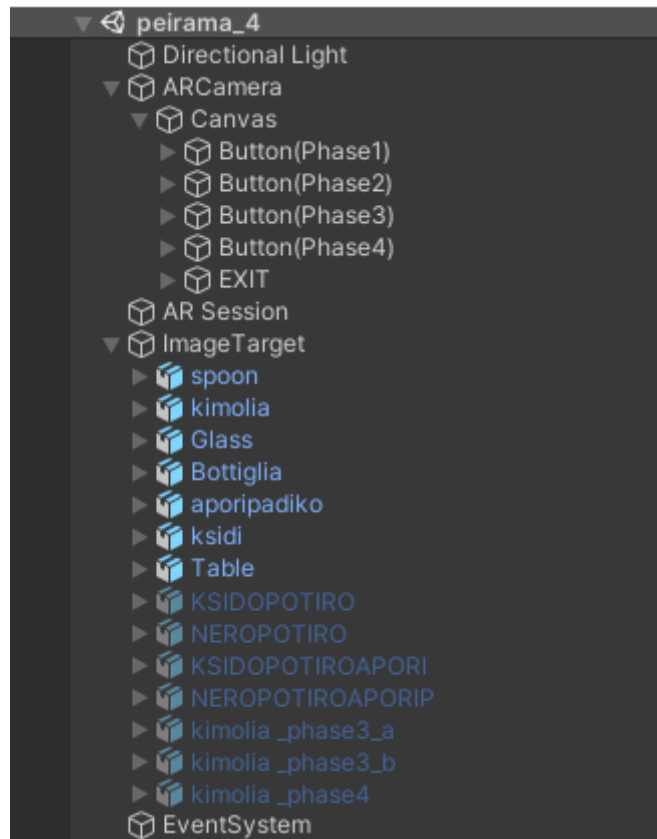 peirama_4
Directional Light
ARCamera
Canvas
Button(Phase1)
Button(Phase2)
Button(Phase3)
Button(Phase4)
EXIT
AR Session
ImageTarget
spoon
kimolia
Glass
Bottiglia
aporipadiko
ksidi
Table
KSIDOPOTIRO
NEROPOTIRO
KSIDOPOTIROAPORI
NEROPOTIROAPORIP
kimolia _phase3_a
kimolia _phase3_b
kimolia _phase4
EventSystem